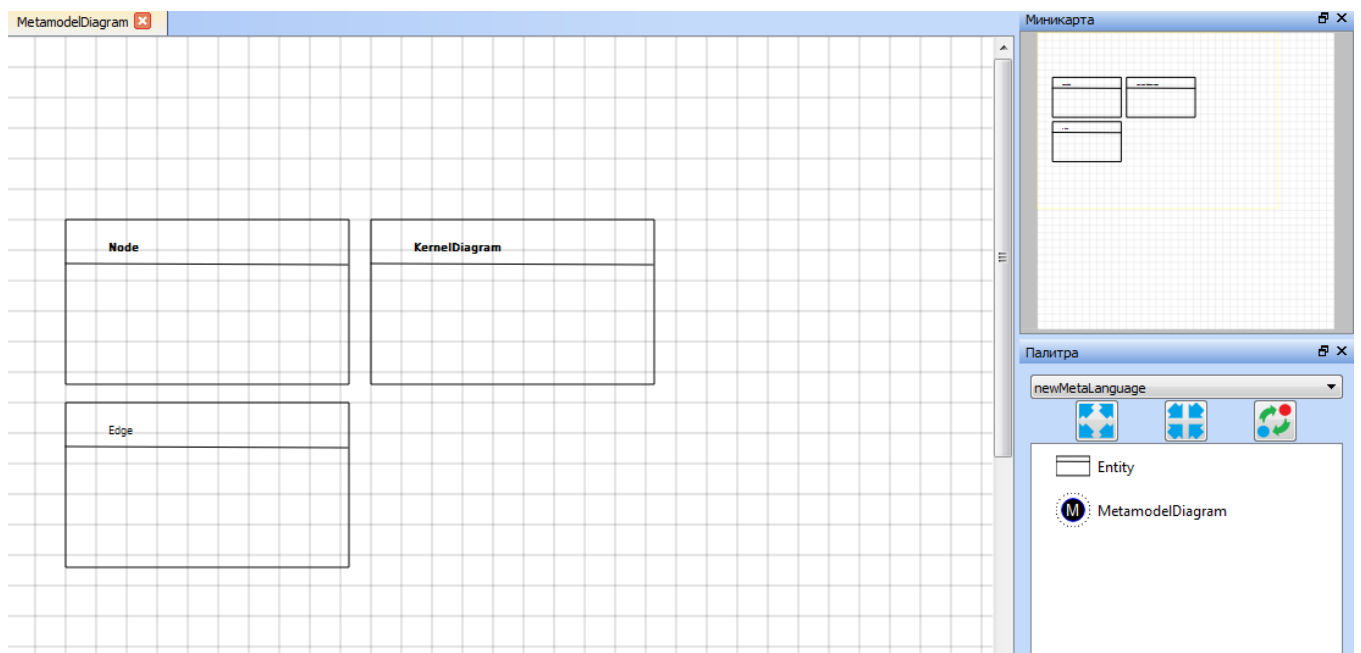 MetamodelDiagram
Node
KernelDiagram
Edge
Миникарта
Палитра
newMetaLanguage
Entity
M
MetamodelDiagram